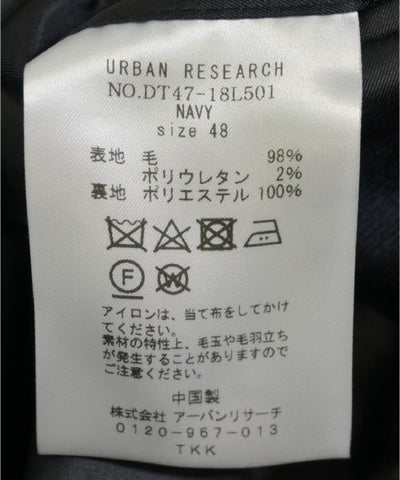 URBAN RESEARCH
NO.DT47-18L501
NAVY
size 48
表地 毛 98%
ポリウレタン 2%
裏地 ポリエステル 100%
F W
アイロンは、当て布をしてかけ
てください。
素材の特性上、毛玉や毛羽立ち
が発生することがありますので
ご注意ください。
中国製
株式会社 アーバンリサーチ
0120-967-013
TKK